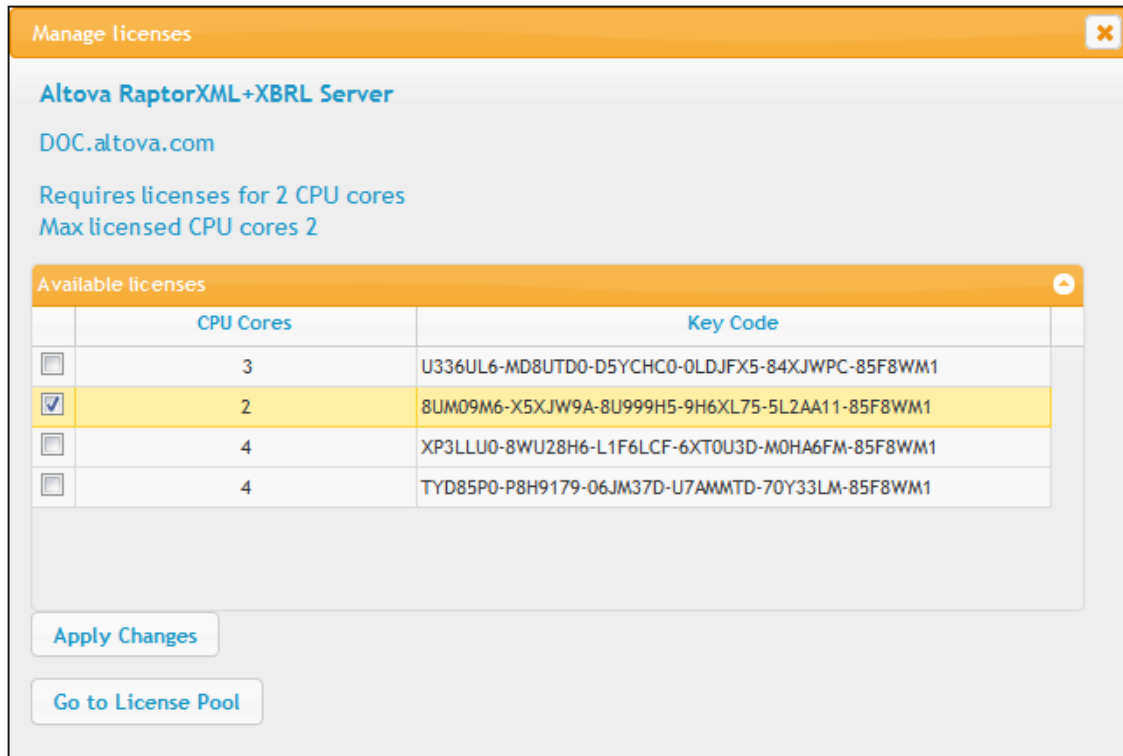 Manage licenses
Altova RaptorXML+XBRL Server
DOC.altova.com
Requires licenses for 2 CPU cores
Max licensed CPU cores 2
Available licenses
CPU Cores Key Code
3 U336UL6-MD8UTD0-D5YCHC0-0LDJFX5-84XJWPC-85F8WM1
2 8UM09M6-X5XJW9A-8U999H5-9H6XL75-5L2AA11-85F8WM1
4 XP3LLU0-8WU28H6-L1F6LCF-6XT0U3D-M0HA6FM-85F8WM1
4 TYD85P0-P8H9179-06JM37D-U7AMMTD-70Y33LM-85F8WM1
Apply Changes
Go to License Pool